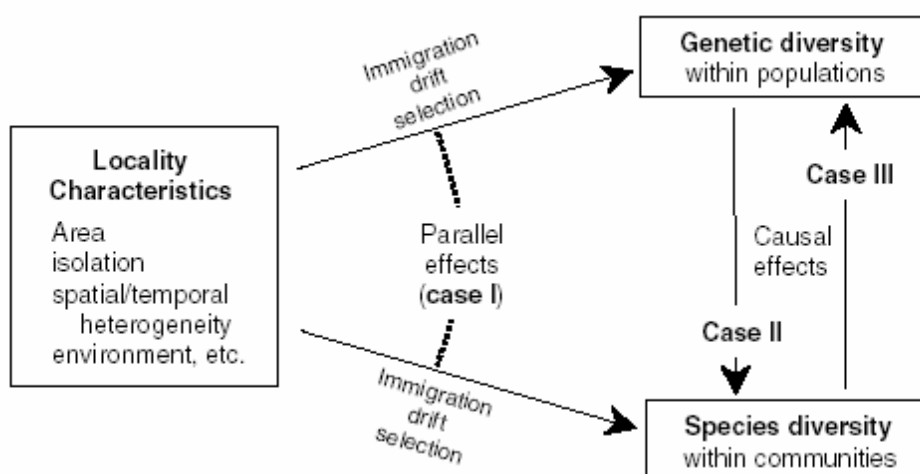 Locality
Characteristics
Area
isolation
spatial/temporal
heterogeneity
environment, etc.
Immigration
drift
selection
Parallel
effects
(case I)
Immigration
drift
selection
Genetic diversity
within populations
Case III
Causal
effects
Case II
Species diversity
within communities